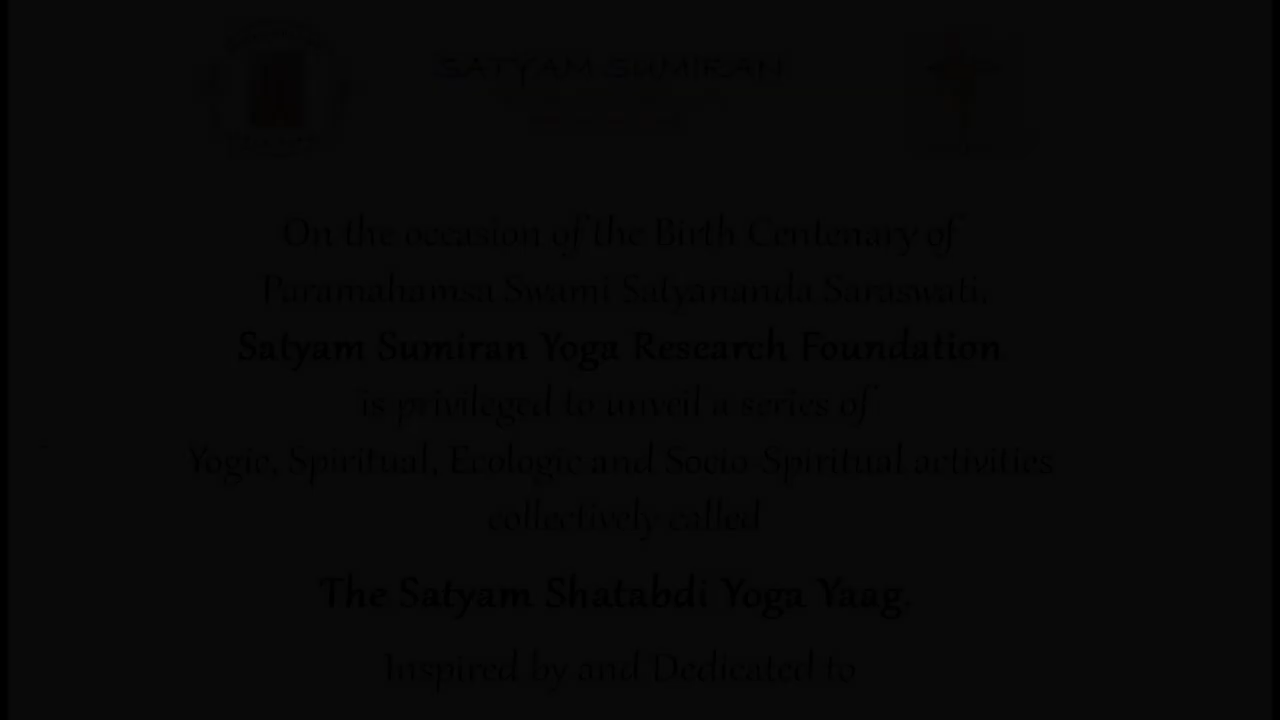 SATYAM SUMIRAN
On the occasion of the Birth Centenary of
Paramahamsa Swami Satyananda Saraswati,
Satyam Sumiran Yoga Research Foundation
is privileged to unveil a series of
Yogic, Spiritual, Ecologic and Socio-Spiritual activities
collectively called
The Satyam Shatabdi Yoga Yaag.
Inspired by and Dedicated to